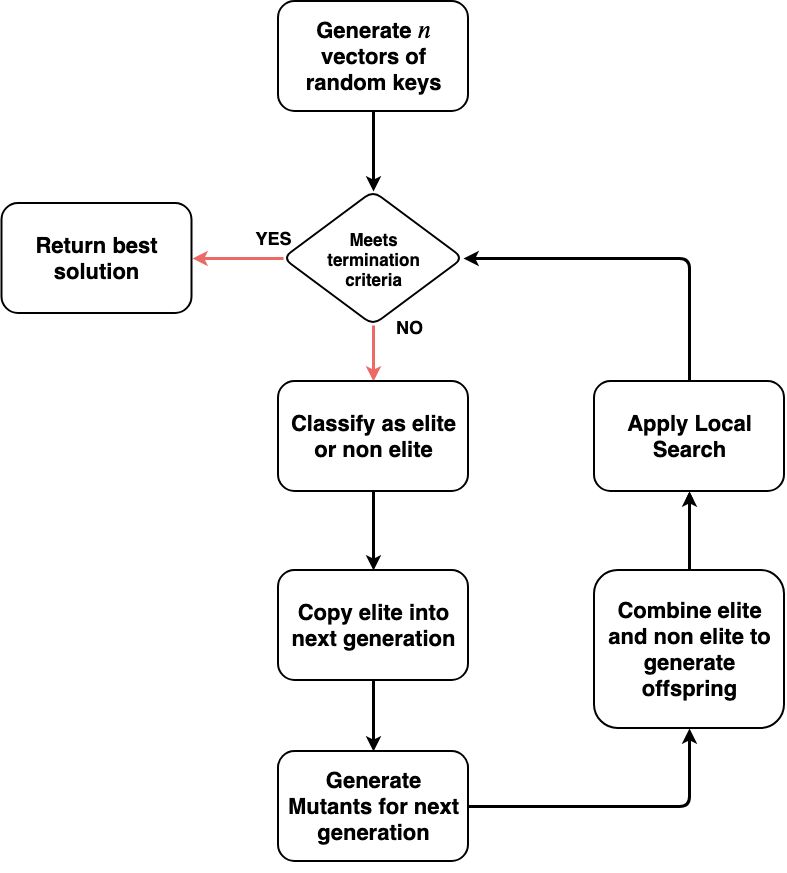 Generate n
vectors of
random keys
YES
Meets
termination
criteria
Return best
solution
NO
Classify as elite
or non elite
Apply Local
Search
Copy elite into
next generation
Combine elite
and non elite to
generate
offspring
Generate
Mutants for next
generation